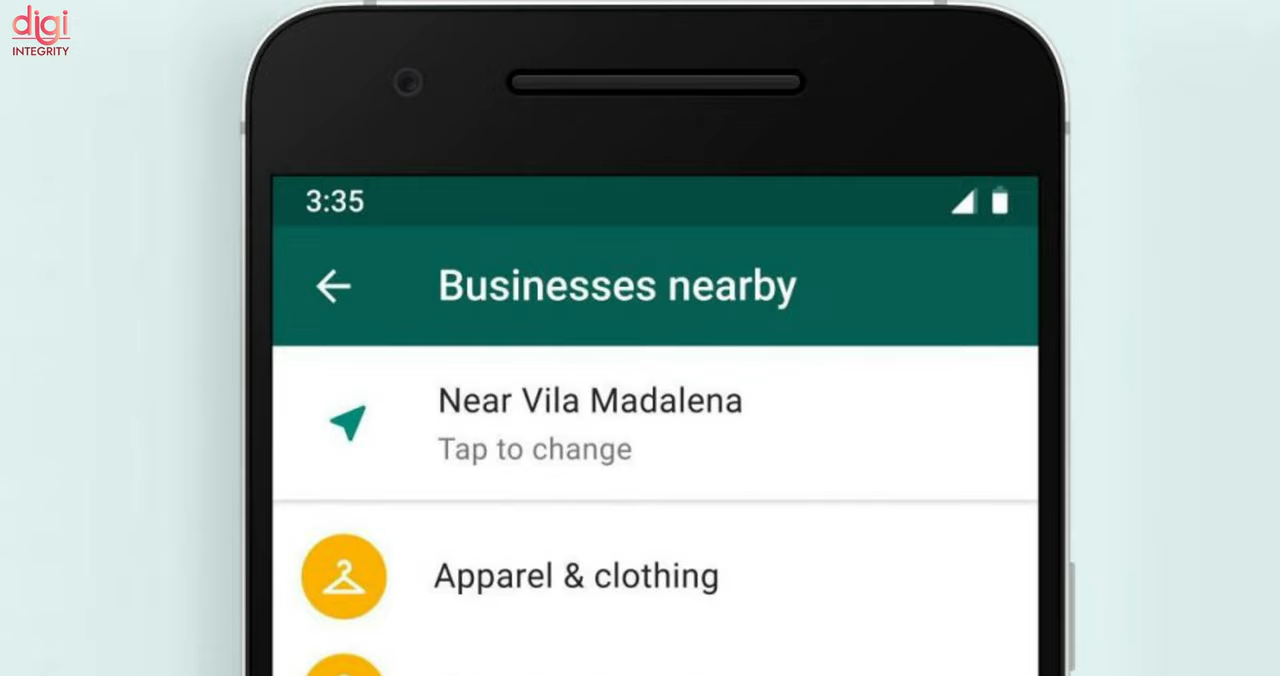 digi
INTEGRITY
3:35
Businesses nearby
Near Vila Madalena
Tap to change
Apparel & clothing